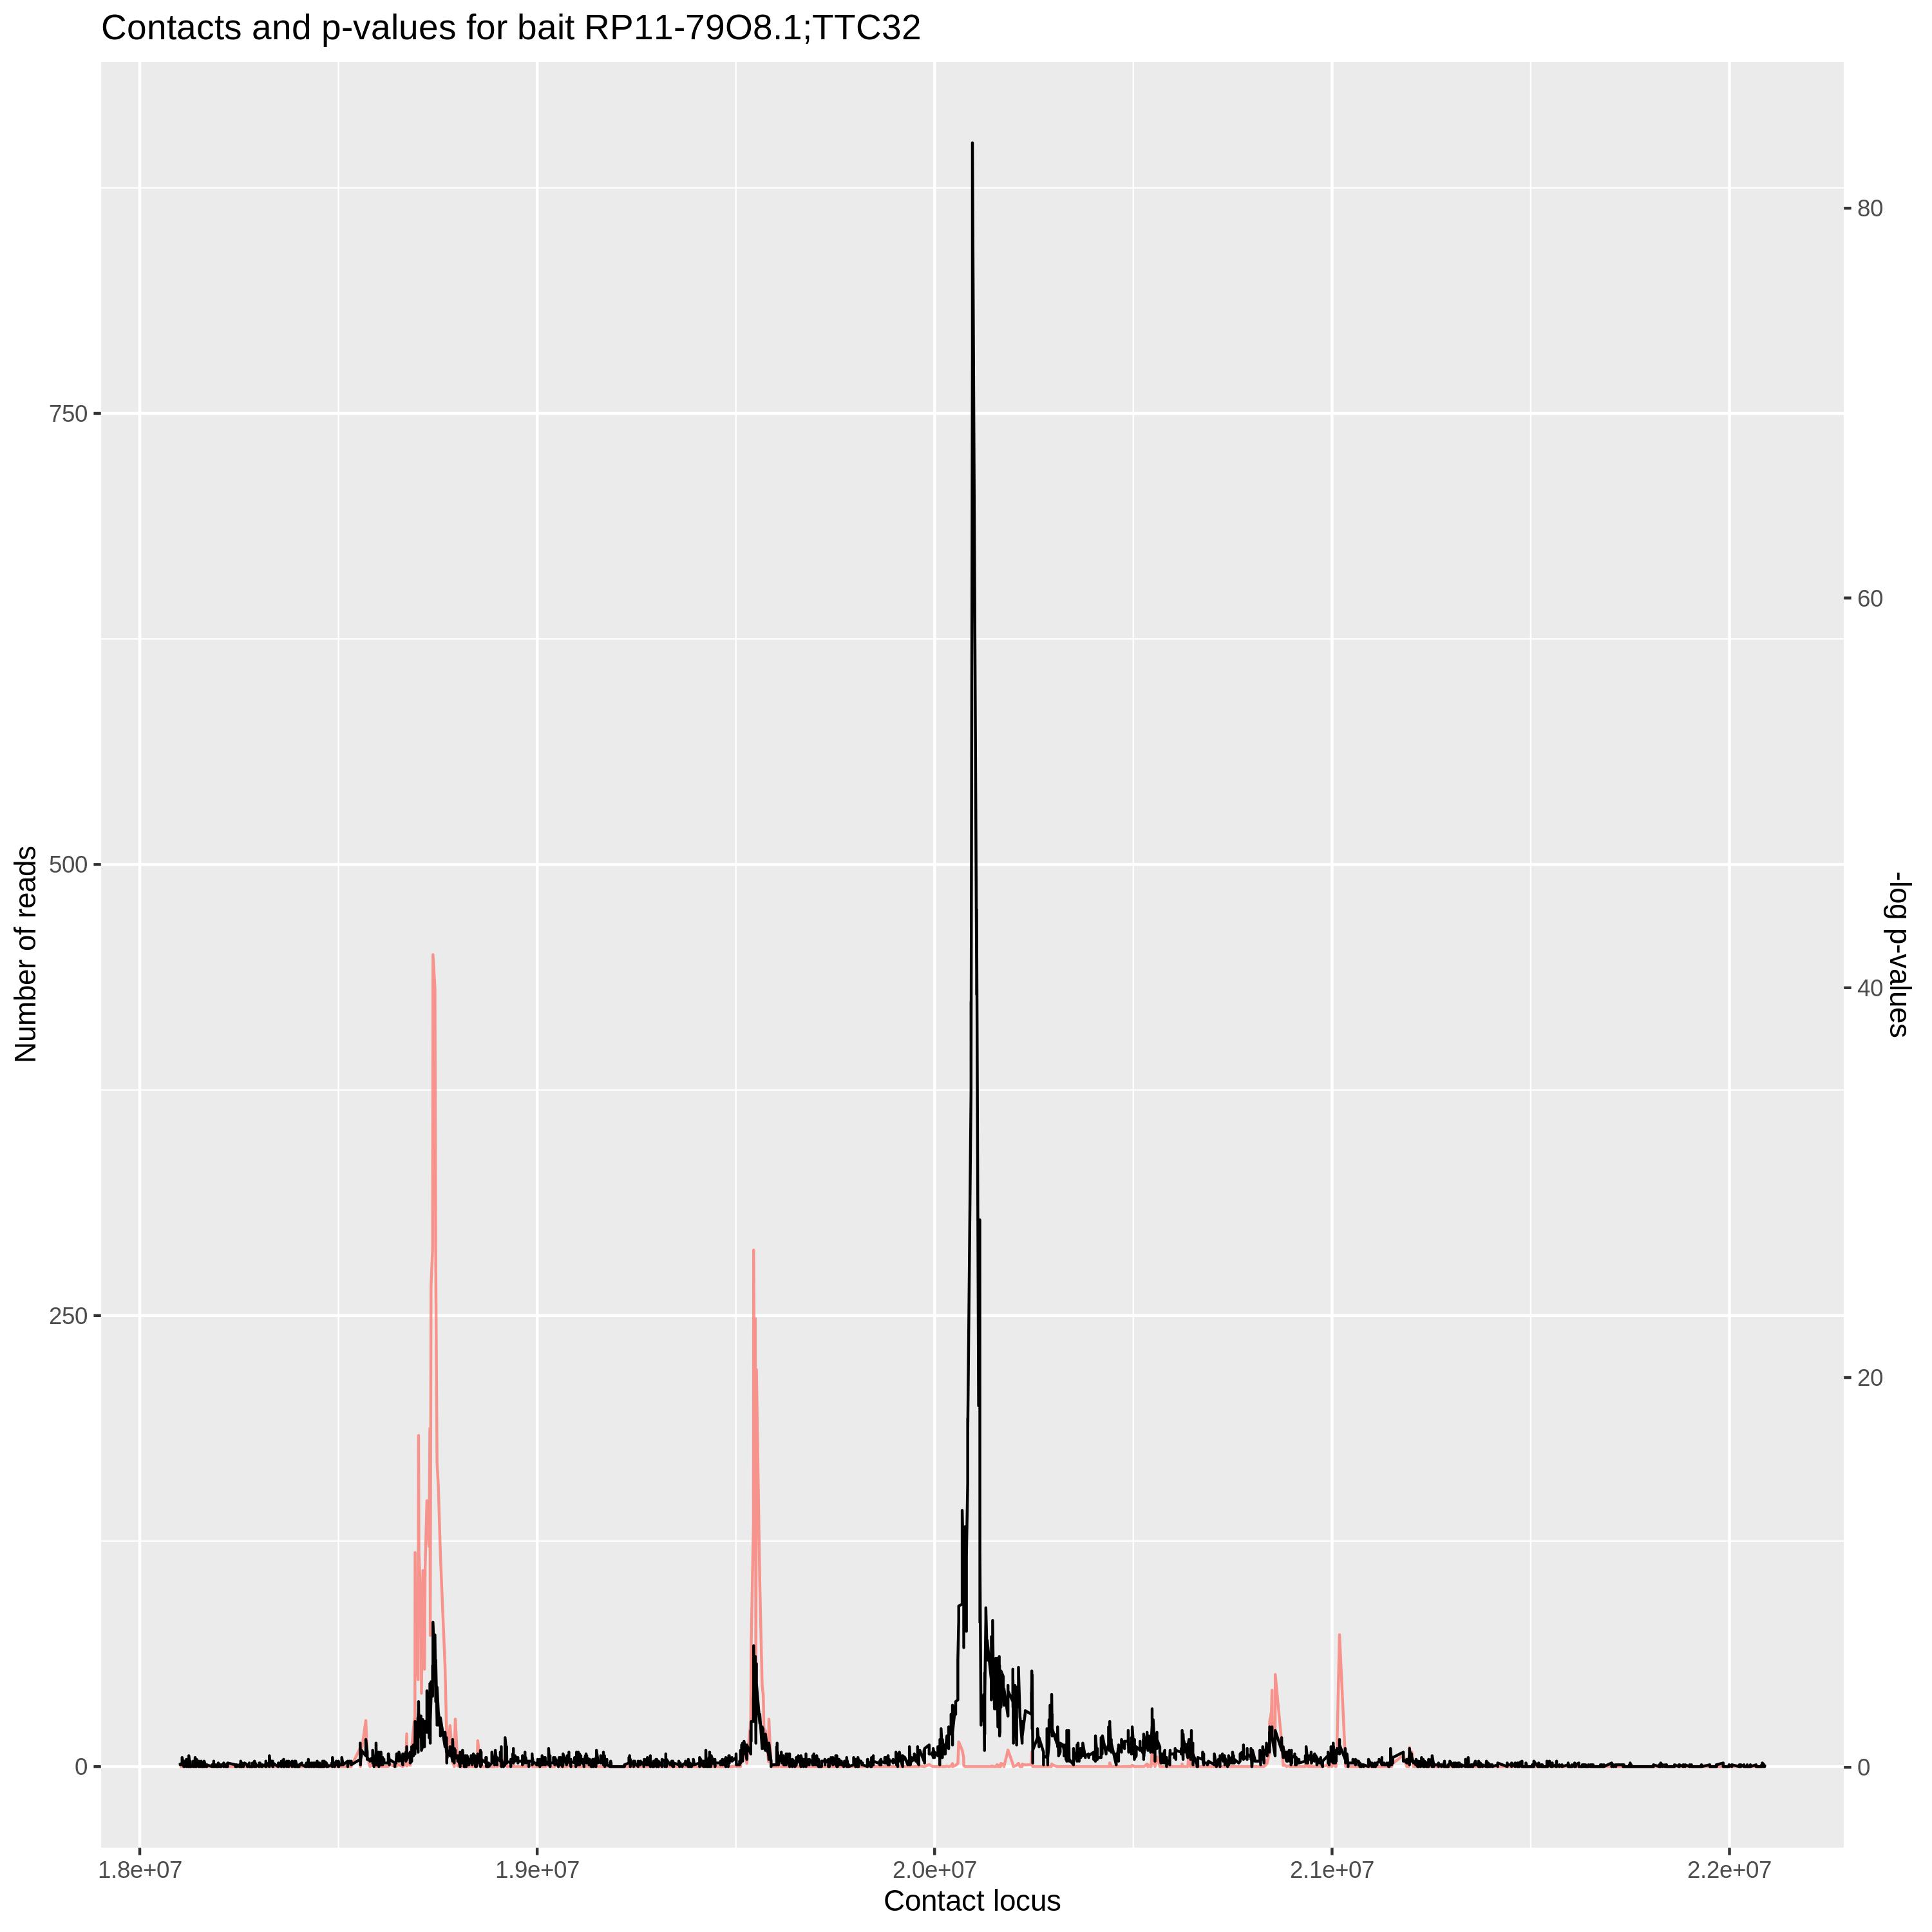 Contacts and p-values for bait RP11-79O8.1;TTC32
Number of reads
750
500
250
0
80
60
40
20
0
-log p-values
1.8e+07
1.9e+07
2.0e+07
2.1e+07
2.2e+07
Contact locus